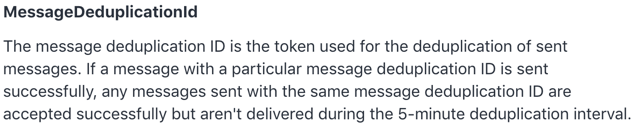 MessageDeduplicationId
The message deduplication ID is the token used for the deduplication of sent
messages. If a message with a particular message deduplication ID is sent
successfully, any messages sent with the same message deduplication ID are
accepted successfully but aren't delivered during the 5-minute deduplication interval.